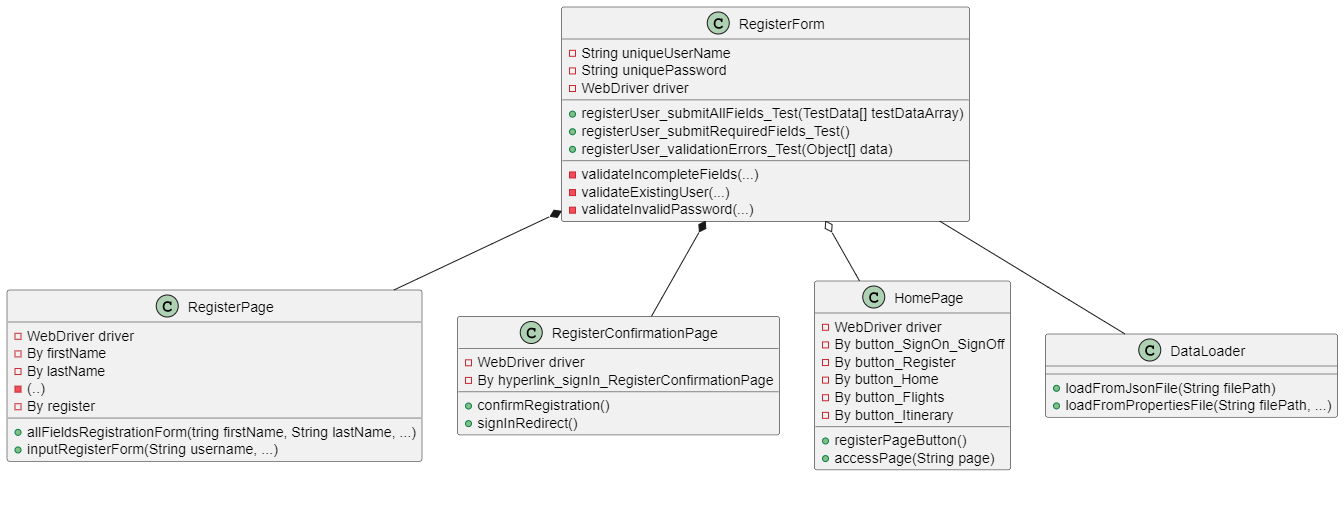 C RegisterForm
String uniqueUserName
String uniquePassword
WebDriver driver
registerUser_submitAllFields_Test(TestData[] testDataArray)
registerUser_submitRequiredFields_Test()
registerUser_validationErrors_Test(Object[] data)
validateIncompleteFields(...)
validateExistingUser(...)
validateInvalidPassword(...)
C RegisterPage
WebDriver driver
By firstName
By lastName
(..)
By register
allFieldsRegistrationForm(tring firstName, String lastName, ...)
inputRegisterForm(String username, ...)
C RegisterConfirmationPage
WebDriver driver
By hyperlink_signIn_RegisterConfirmationPage
confirmRegistration()
signInRedirect()
C HomePage
WebDriver driver
By button_SignOn_SignOff
By button_Register
By button_Home
By button_Flights
By button_Itinerary
registerPageButton()
accessPage(String page)
C DataLoader
loadFromJsonFile(String filePath)
loadFromPropertiesFile(String filePath, ...)